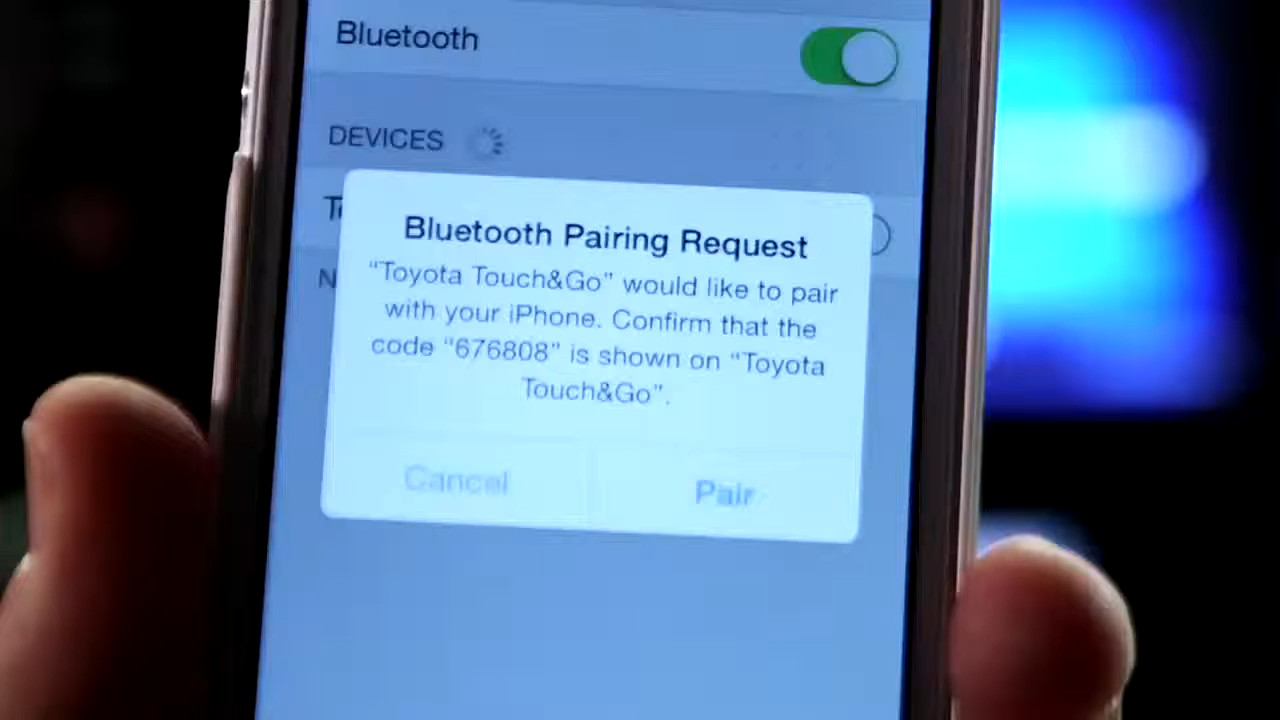 Bluetooth
DEVICES
Bluetooth Pairing Request
“Toyota Touch&Go” would like to pair
with your iPhone. Confirm that the
code “676808” is shown on “Toyota
Touch&Go”.
Cancel
Pair